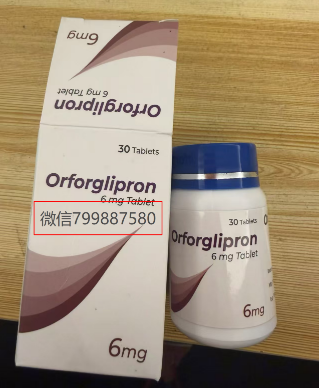 6mg
Orforglipron
6 mg Tablet
30 Tablets
Orforglipron
6 mg Tablet
微信799887580
6mg
30 Tablets
Orforglipron
6 mg Tablet
6mg